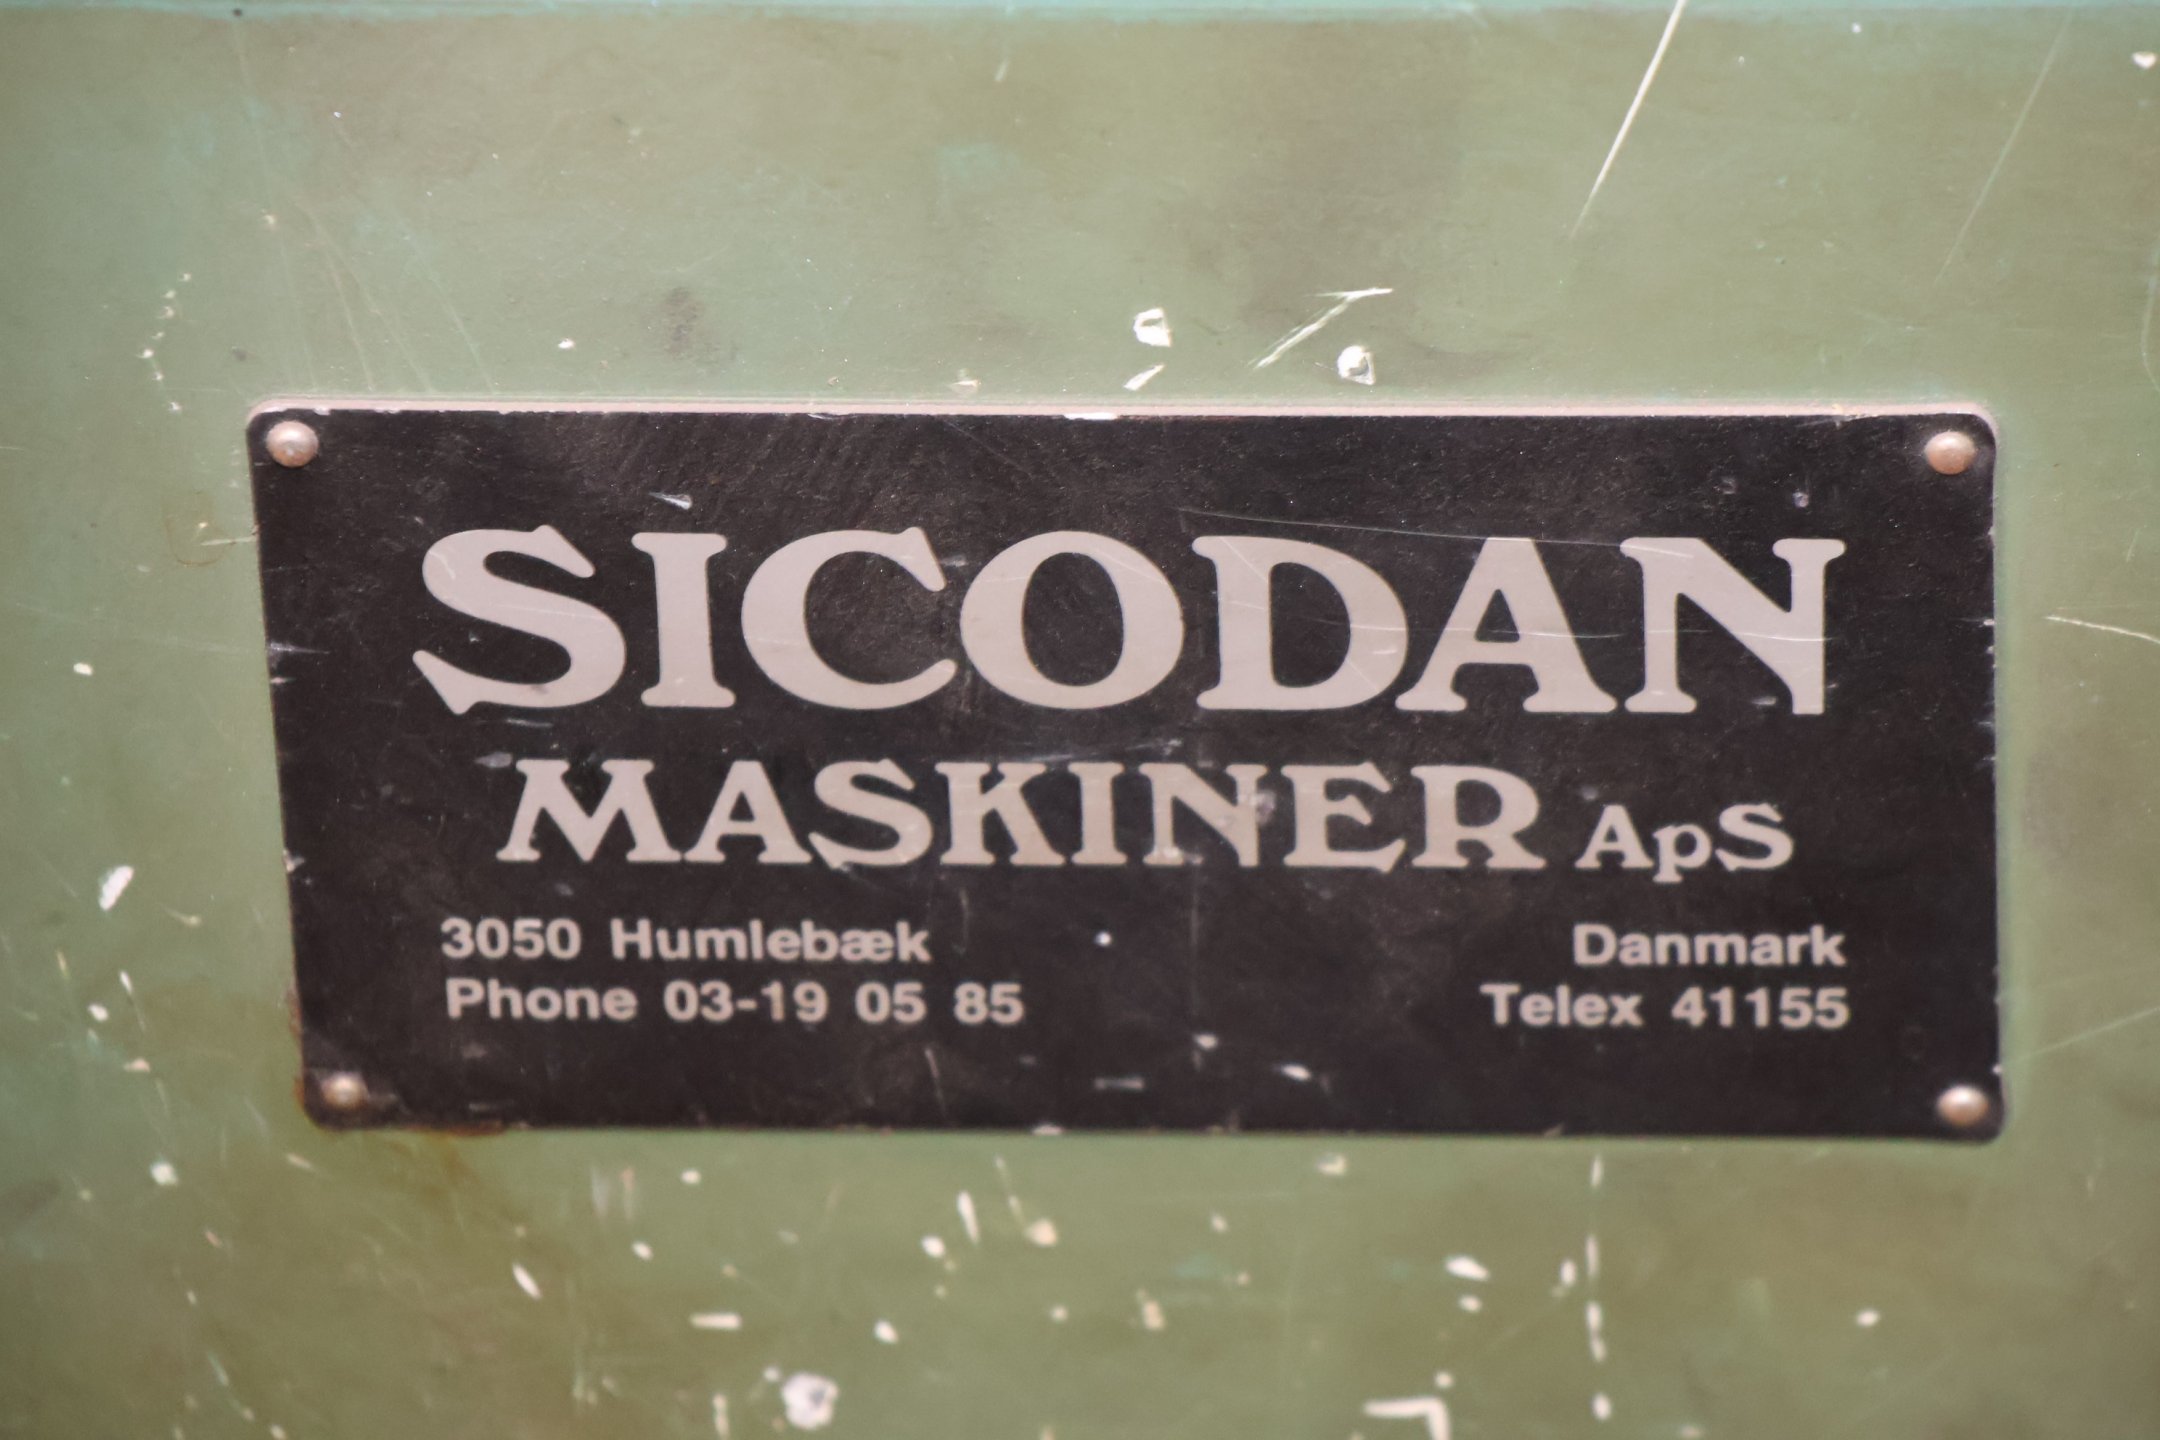 SICODAN
MASKINER ApS
3050 Humlebæk Danmark
Phone 03-19 05 85 Telex 41155